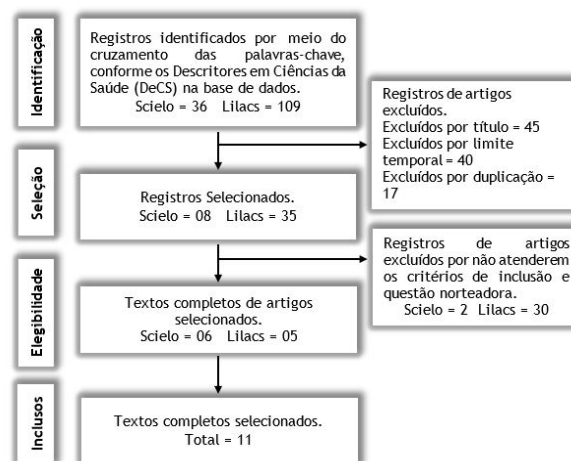 Identificação
Registros identificados por meio do
cruzamento das palavras-chave,
conforme os Descritores em Ciências da
Saúde (DeCS) na base de dados.
Scielo = 36 Lilacs = 109
Registros de artigos
excluídos.
Excluídos por título = 45
Excluídos por limite
temporal = 40
Excluídos por duplicação =
17
Seleção
Registros Selecionados.
Scielo = 08 Lilacs = 35
Registros de artigos
excluídos por não atenderem
os critérios de inclusão e
questão norteadora.
Scielo = 2 Lilacs = 30
Elegibilidade
Textos completos de artigos
selecionados.
Scielo = 06 Lilacs = 05
Inclusos
Textos completos selecionados.
Total = 11